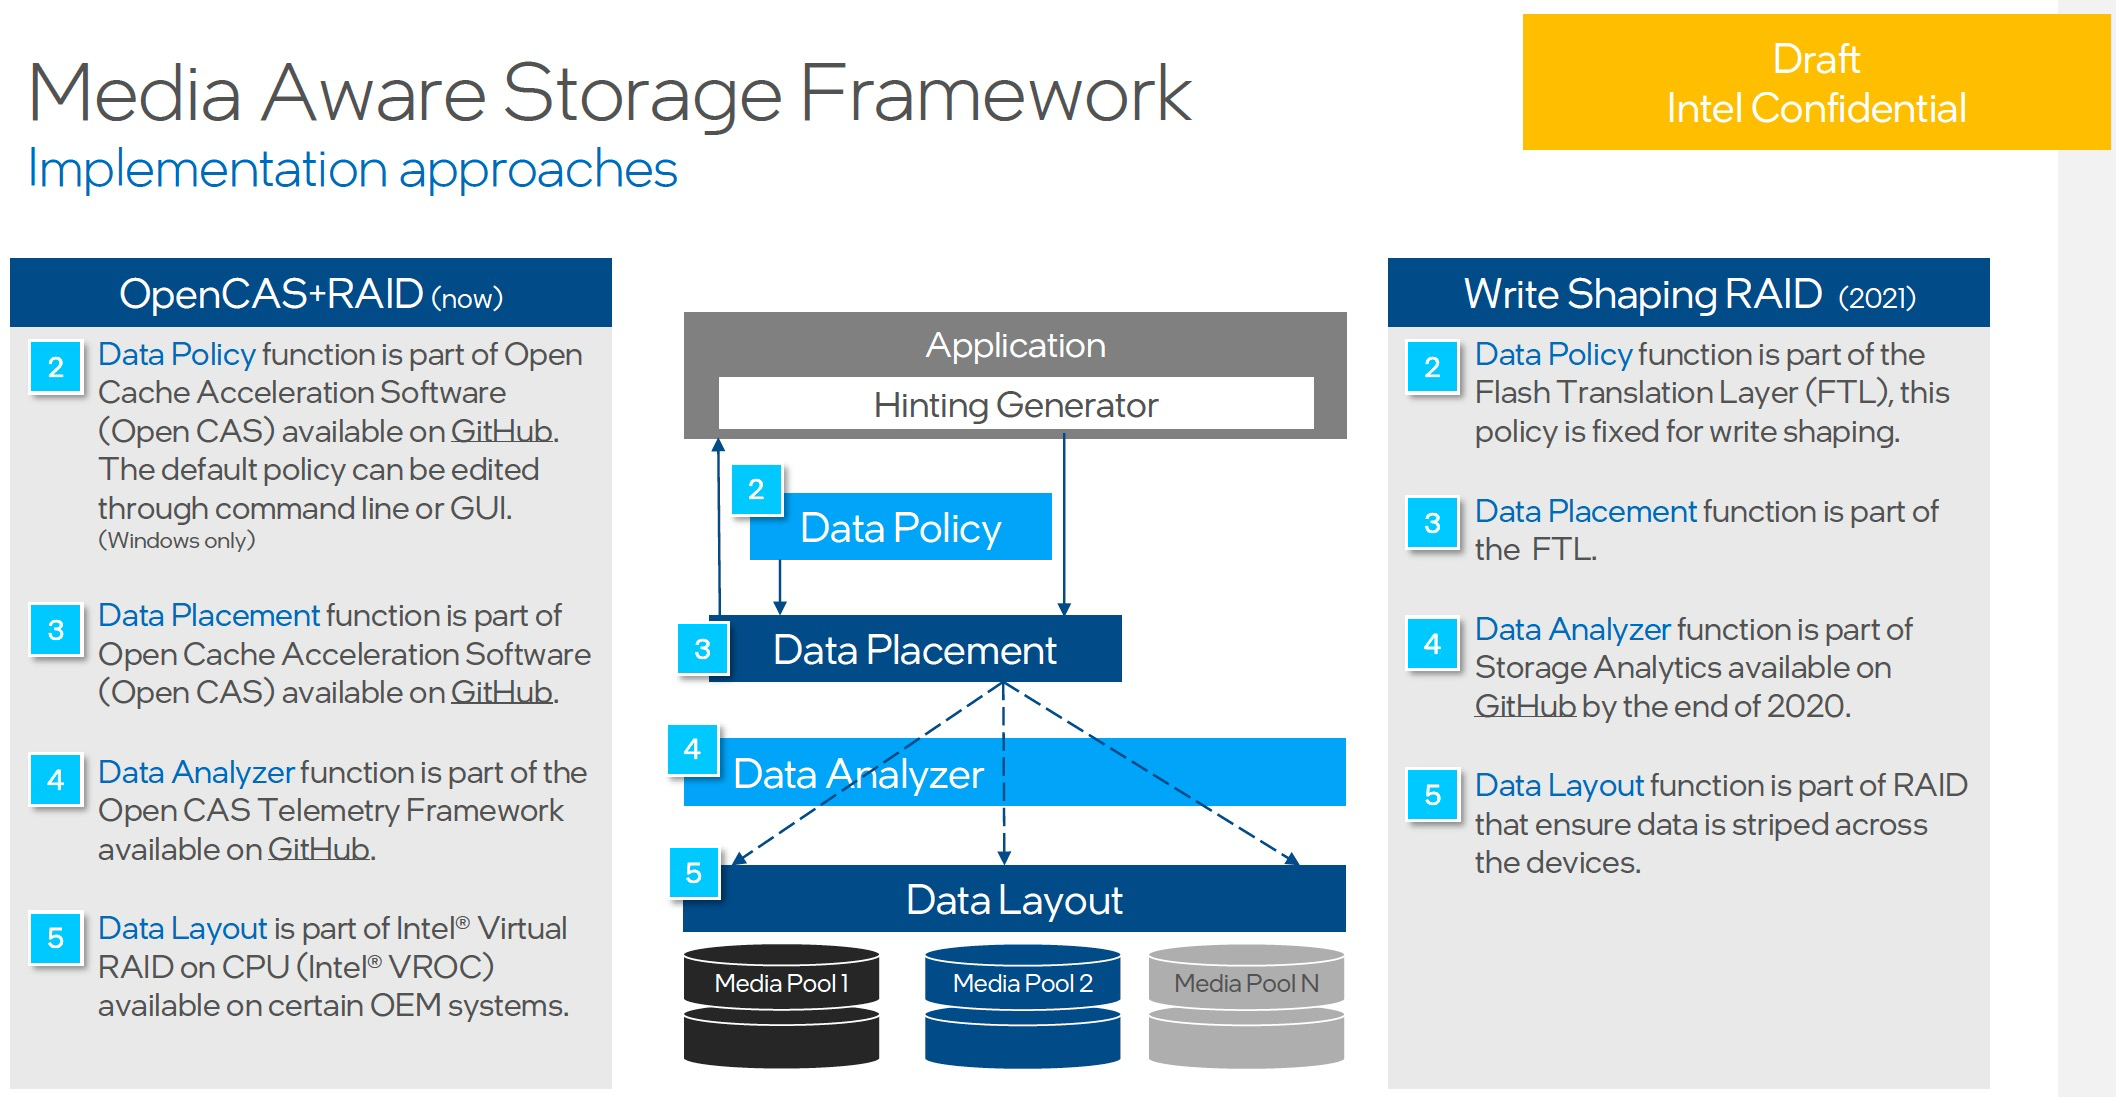 Media Aware Storage Framework
Implementation approaches
Draft
Intel Confidential
OpenCAS+RAID (now)
2
Data Policy function is part of Open
Cache Acceleration Software
(Open CAS) available on GitHub.
The default policy can be edited
through command line or GUI.
(Windows only)
3
Data Placement function is part of
Open Cache Acceleration Software
(Open CAS) available on GitHub.
4
Data Analyzer function is part of the
Open CAS Telemetry Framework
available on GitHub.
5
Data Layout is part of Intel® Virtual
RAID on CPU (Intel® VROC)
available on certain OEM systems.
Application
Hinting Generator
2
Data Policy
3
Data Placement
4
Data Analyzer
5
Data Layout
Media Pool 1
Media Pool 2
Media Pool N
Write Shaping RAID (2021)
2
Data Policy function is part of the
Flash Translation Layer (FTL), this
policy is fixed for write shaping.
3
Data Placement function is part of
the FTL.
4
Data Analyzer function is part of
Storage Analytics available on
GitHub by the end of 2020.
5
Data Layout function is part of RAID
that ensure data is striped across
the devices.